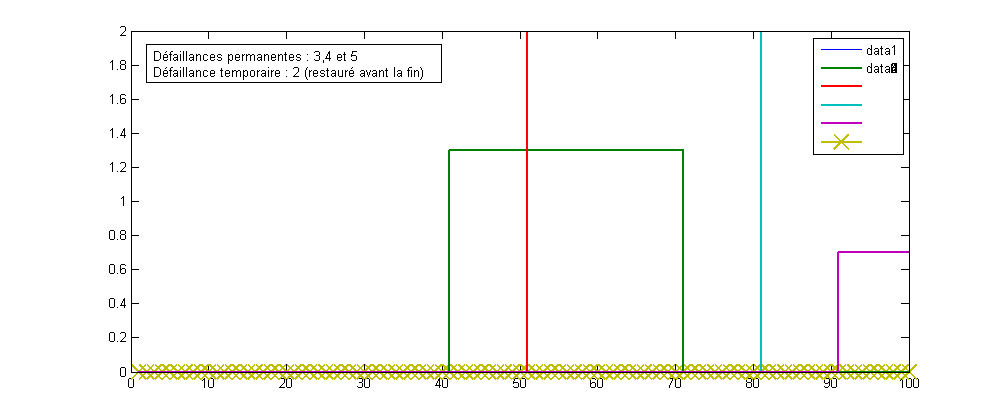 2
1.8
1.6
1.4
1.2
1
0.8
0.6
0.4
0.2
0
Défaillances permanentes : 3,4 et 5
Défaillance temporaire : 2 (restauré avant la fin)
data1
0 10 20 30 40 50 60 70 80 90 100